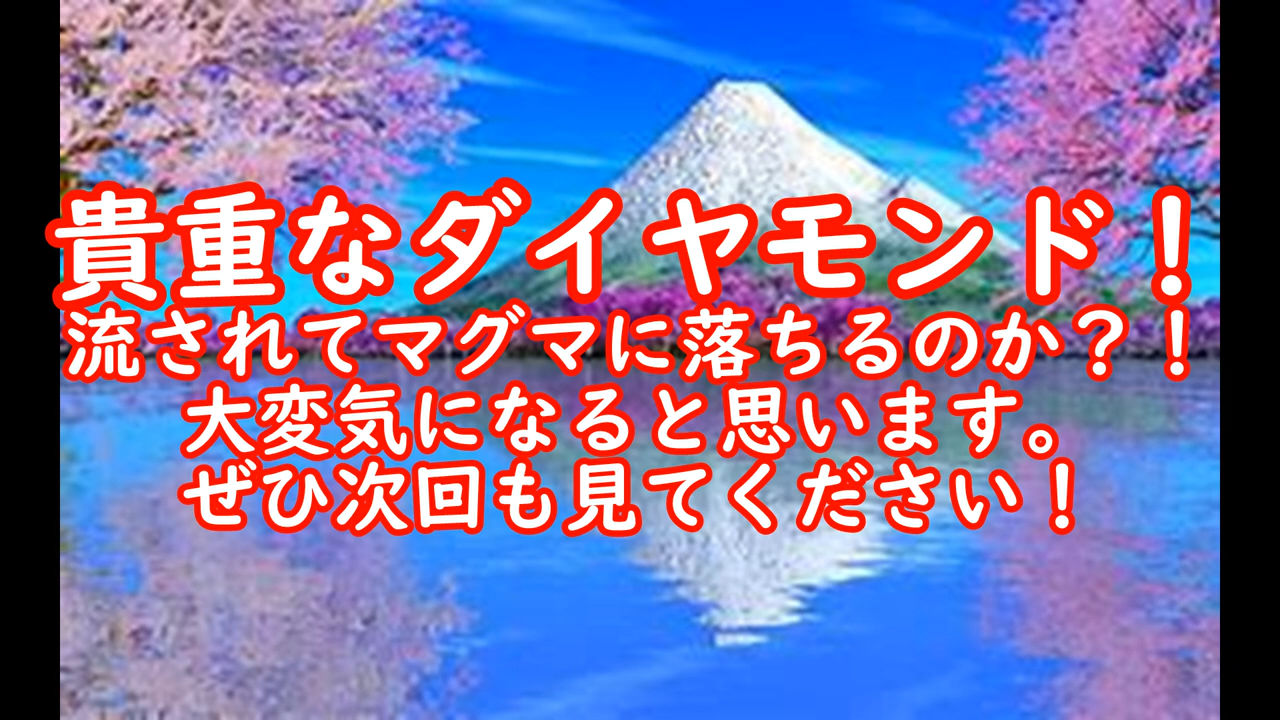 貴重なダイヤモンド！
流されてマグマに落ちるのか？！
大変気になると思います。
ぜひ次回も見てください！